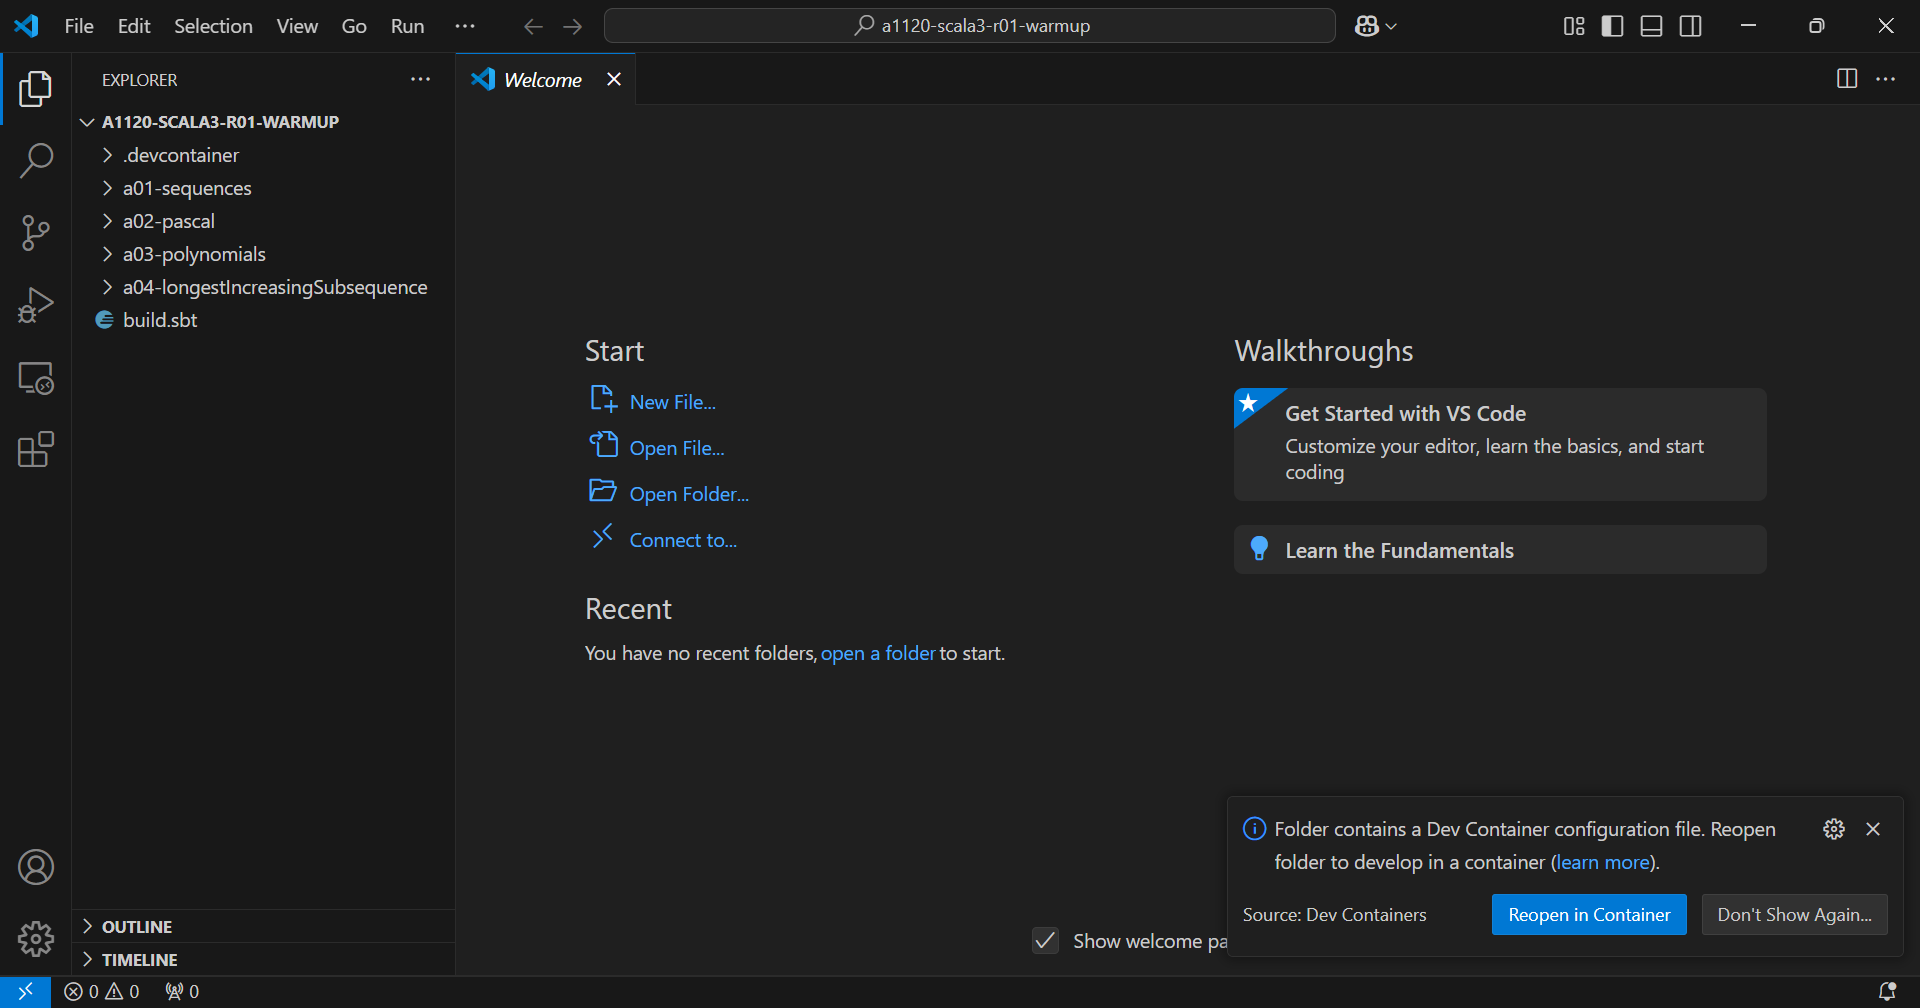 File Edit Selection View Go Run ··· a1120-scala3-r01-warmup
EXPLORER ···
Welcome
A1120-SCALA3-R01-WARMUP
.devcontainer
a01-sequences
a02-pascal
a03-polynomials
a04-longestIncreasingSubsequence
build.sbt
Start
New File...
Open File...
Open Folder...
Connect to...
Recent
You have no recent folders, open a folder to start.
Walkthroughs
Get Started with VS Code
Customize your editor, learn the basics, and start
coding
Learn the Fundamentals
Folder contains a Dev Container configuration file. Reopen
folder to develop in a container (learn more).
Source: Dev Containers
Reopen in Container
Don't Show Again...
Show welcome pa
OUTLINE
TIMELINE
0 0 0